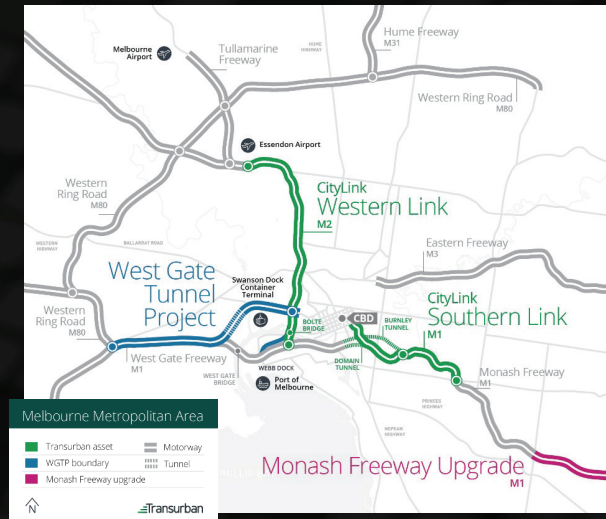 Hume Freeway
M31
Melbourne
Airport
Tullamarine
Freeway
HUME
HIGHWAY
Western Ring Road
M80
Essendon Airport
CityLink
Western Link
M2
Western
Ring Road
M80
WESTERN
HIGHWAY
BALLARAT ROAD
Eastern Freeway
M3
West Gate
Tunnel
Project
Swanson Dock
Container
Terminal
CityLink
Southern Link
M1
Western
Ring Road
M80
BOLTE
BRIDGE
CBD
BURNLEY
TUNNEL
West Gate Freeway
M1
WEST GATE
BRIDGE
WEBB DOCK
Port of
Melbourne
DOMAIN
TUNNEL
Monash Freeway
M1
PRINCES
HIGHWAY
NEPEAN
HIGHWAY
Monash Freeway Upgrade
M1
Melbourne Metropolitan Area
Transurban asset
Motorway
WGTP boundary
Tunnel
Monash Freeway upgrade
N
Transurban